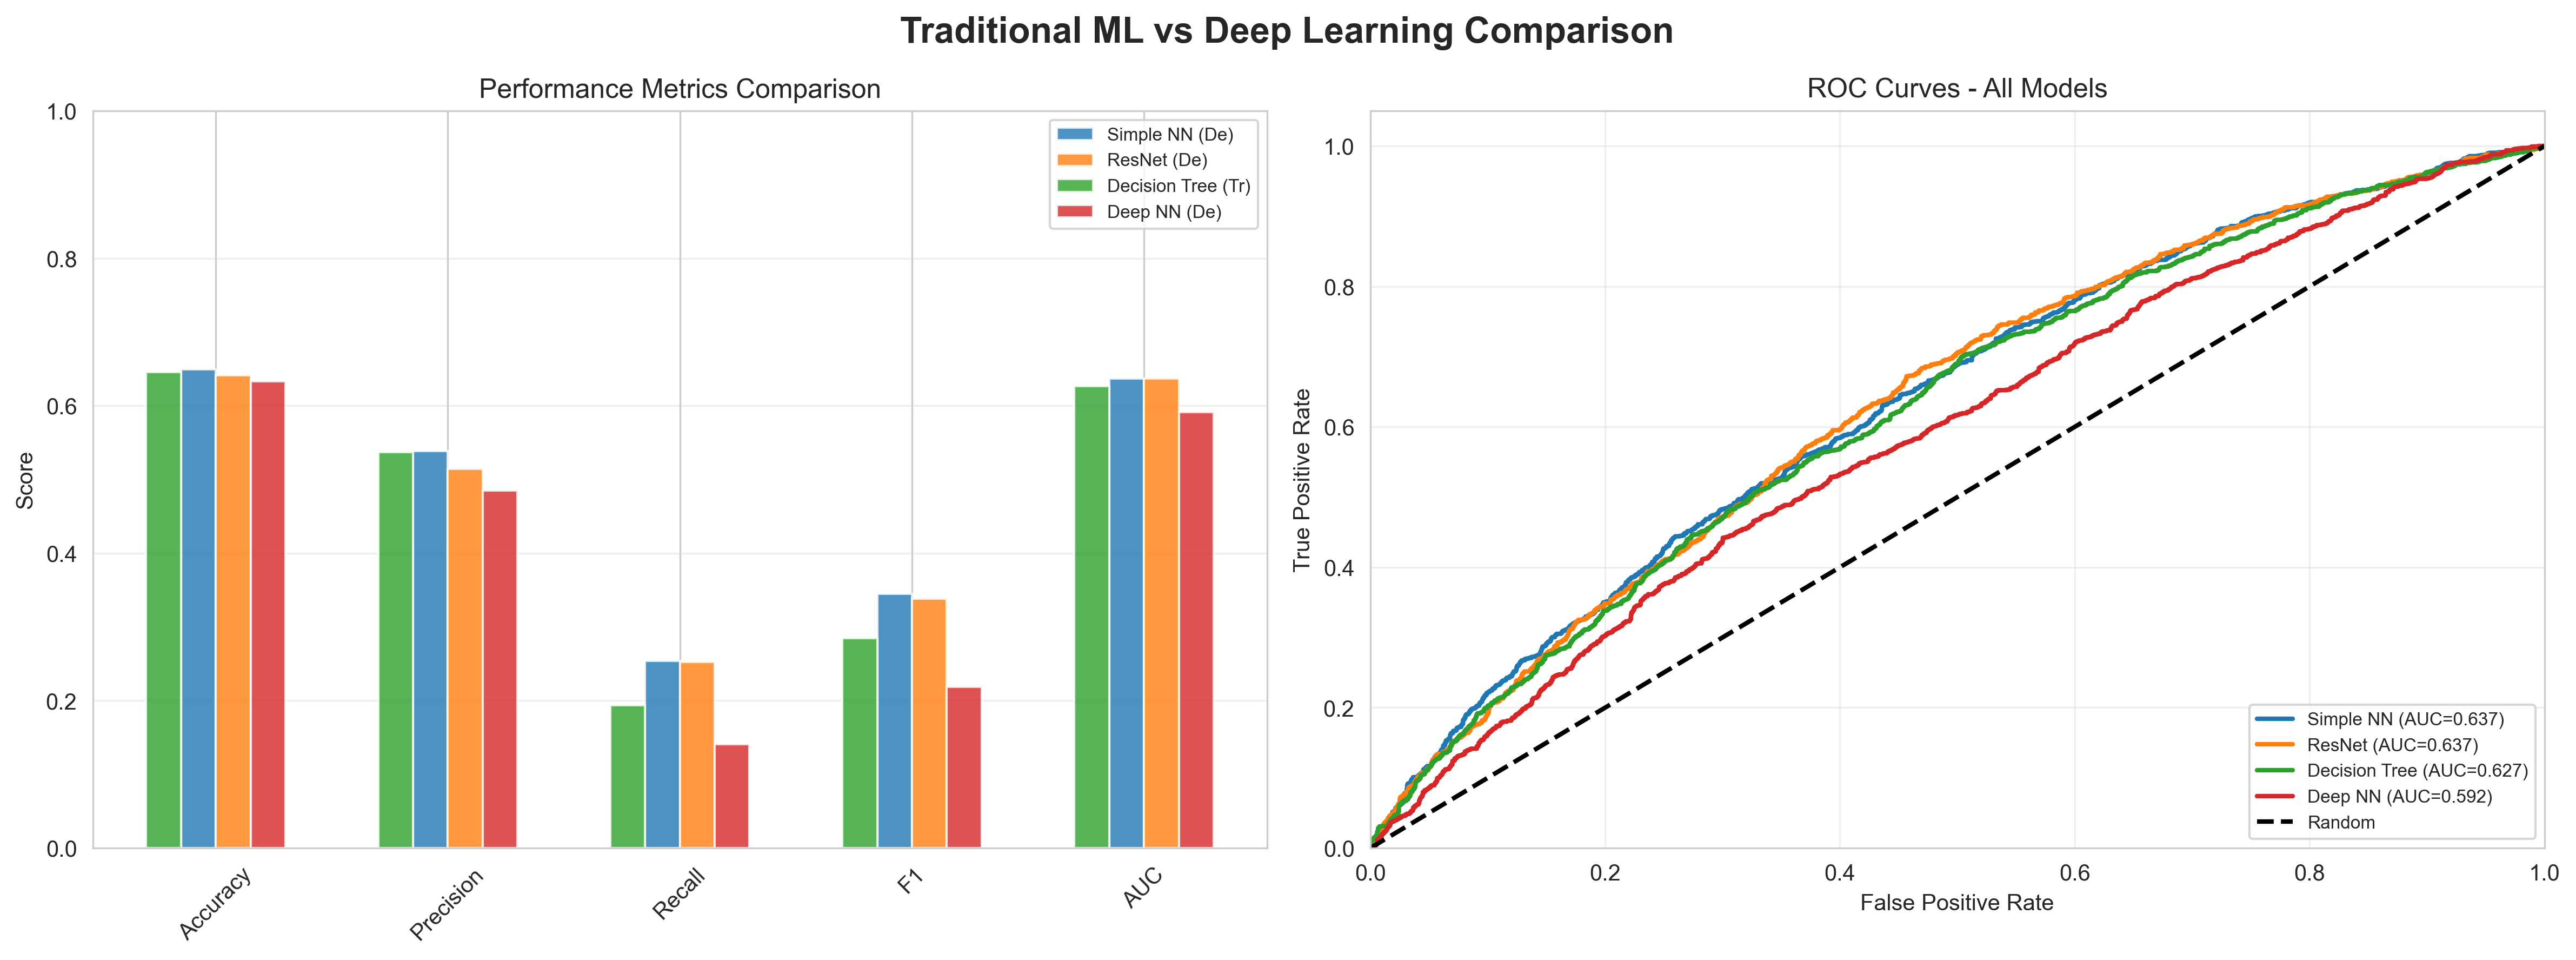 Traditional ML vs Deep Learning Comparison
Performance Metrics Comparison
Score
1.0
0.8
0.6
0.4
0.2
0.0
Accuracy
Precision
Recall
F1
AUC
Simple NN (De)
ResNet (De)
Decision Tree (Tr)
Deep NN (De)
ROC Curves - All Models
True Positive Rate
1.0
0.8
0.6
0.4
0.2
0.0
0.0
0.2
0.4
0.6
0.8
1.0
False Positive Rate
Simple NN (AUC=0.637)
ResNet (AUC=0.637)
Decision Tree (AUC=0.627)
Deep NN (AUC=0.592)
Random